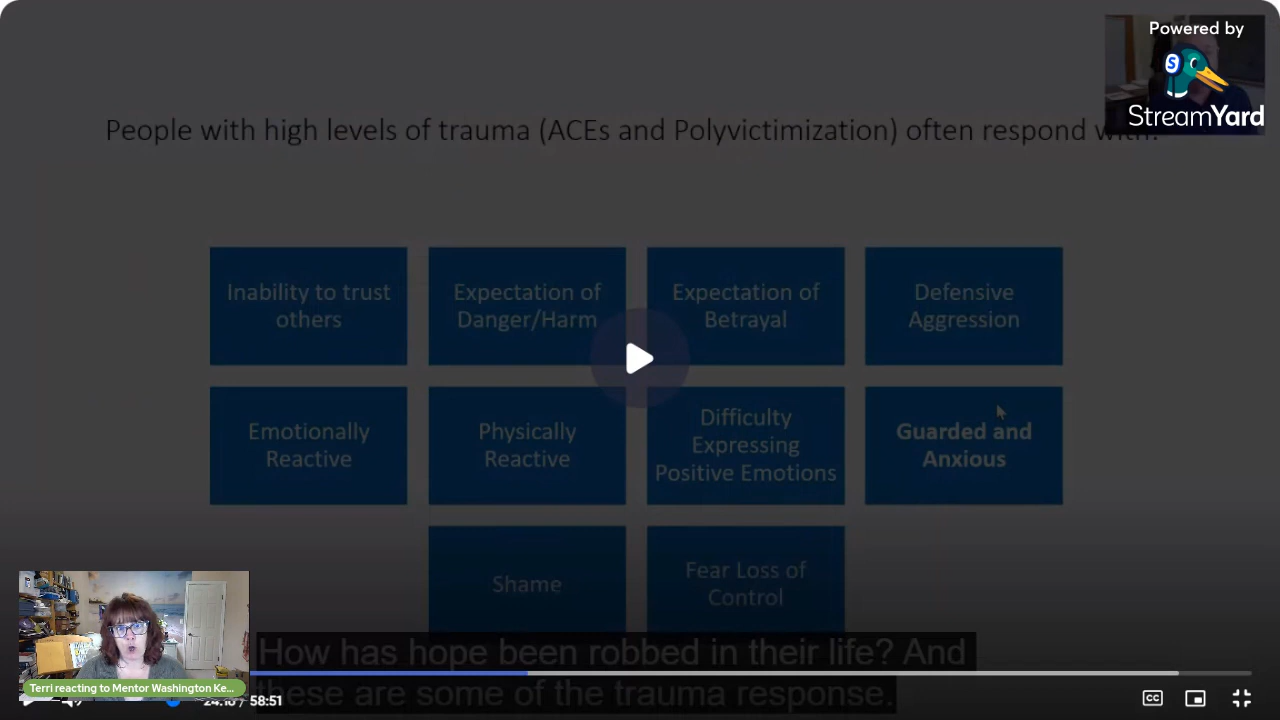 Powered by
StreamYard
People with high levels of trauma (ACEs and Polyvictimization) often respond with:
Inability to trust
others
Expectation of
Danger/Harm
Expectation of
Betrayal
Defensive
Aggression
Emotionally
Reactive
Physically
Reactive
Difficulty
Expressing
Positive Emotions
Guarded and
Anxious
Shame
Fear Loss of
Control
How has hope been robbed in their life? And
these are some of the trauma response.
Terri reacting to Mentor Washington Ke...
24:16 / 58:51
CC